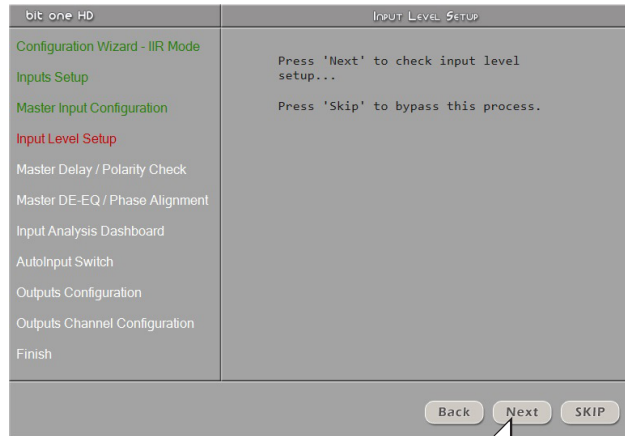 bit one HD
Input Level Setup
Configuration Wizard - IIR Mode
Inputs Setup
Master Input Configuration
Input Level Setup
Master Delay / Polarity Check
Master DE-EQ / Phase Alignment
Input Analysis Dashboard
AutoInput Switch
Outputs Configuration
Outputs Channel Configuration
Finish
Press 'Next' to check input level
setup...
Press 'Skip' to bypass this process.
Back
Next
SKIP